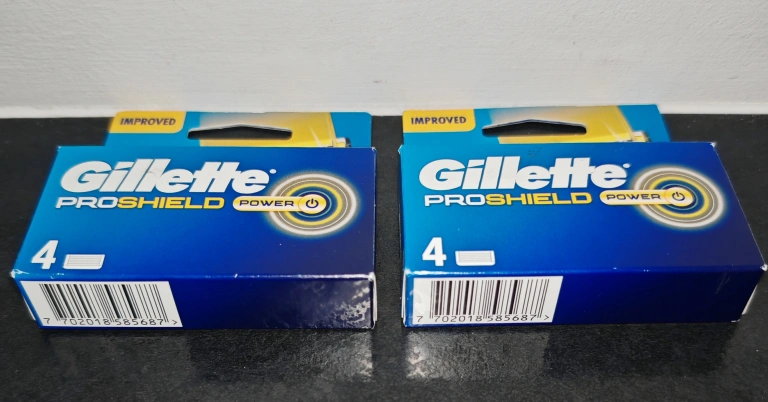 IMPROVED
Gillette
PROSHIELD POWER
4
7 702018 585687 >
IMPROVED
Gillette
PROSHIELD POWER
4
7 702018 585687 >